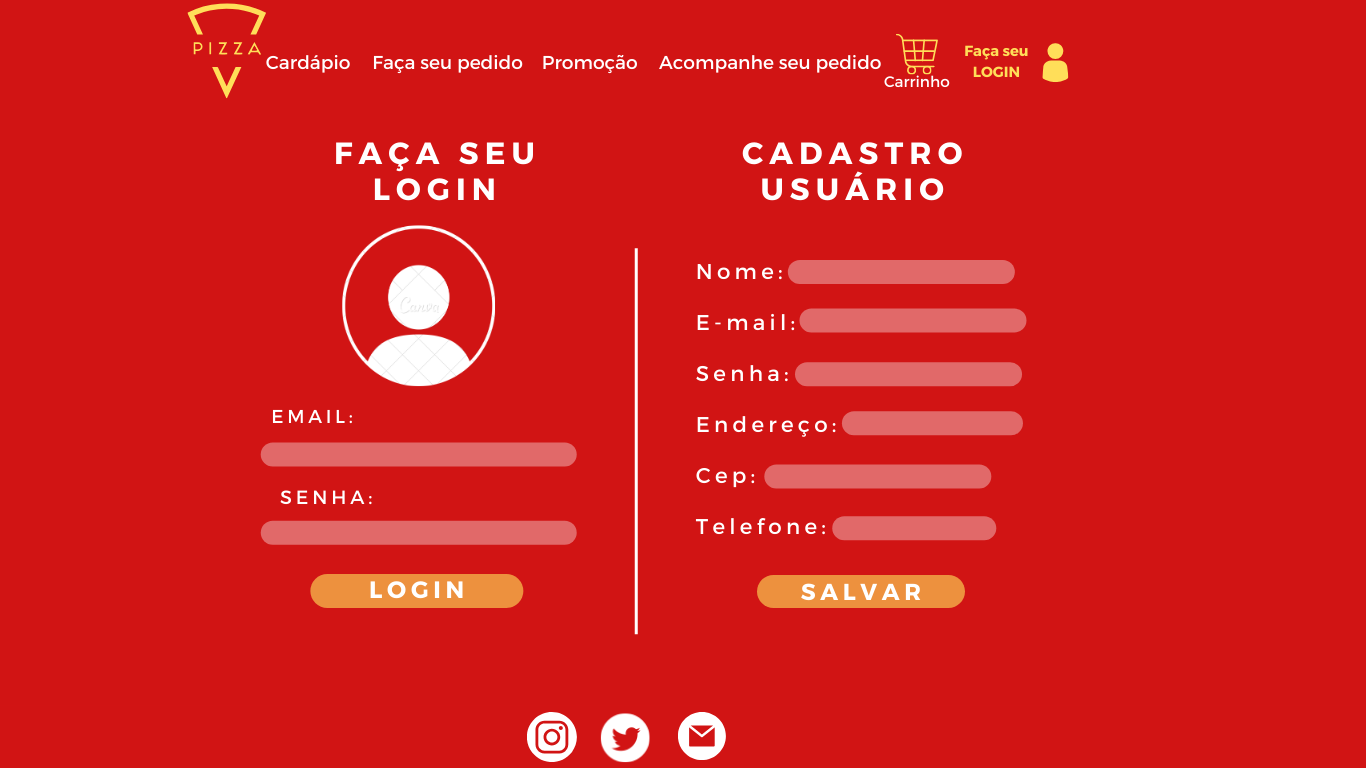 PIZZA
Cardápio
Faça seu pedido
Promoção
Acompanhe seu pedido
Carrinho
Faça seu
LOGIN
FAÇA SEU
LOGIN
Canva
EMAIL:
SENHA:
LOGIN
CADASTRO
USUÁRIO
Nome:
E-mail:
Senha:
Endereço:
Cep:
Telefone:
SALVAR